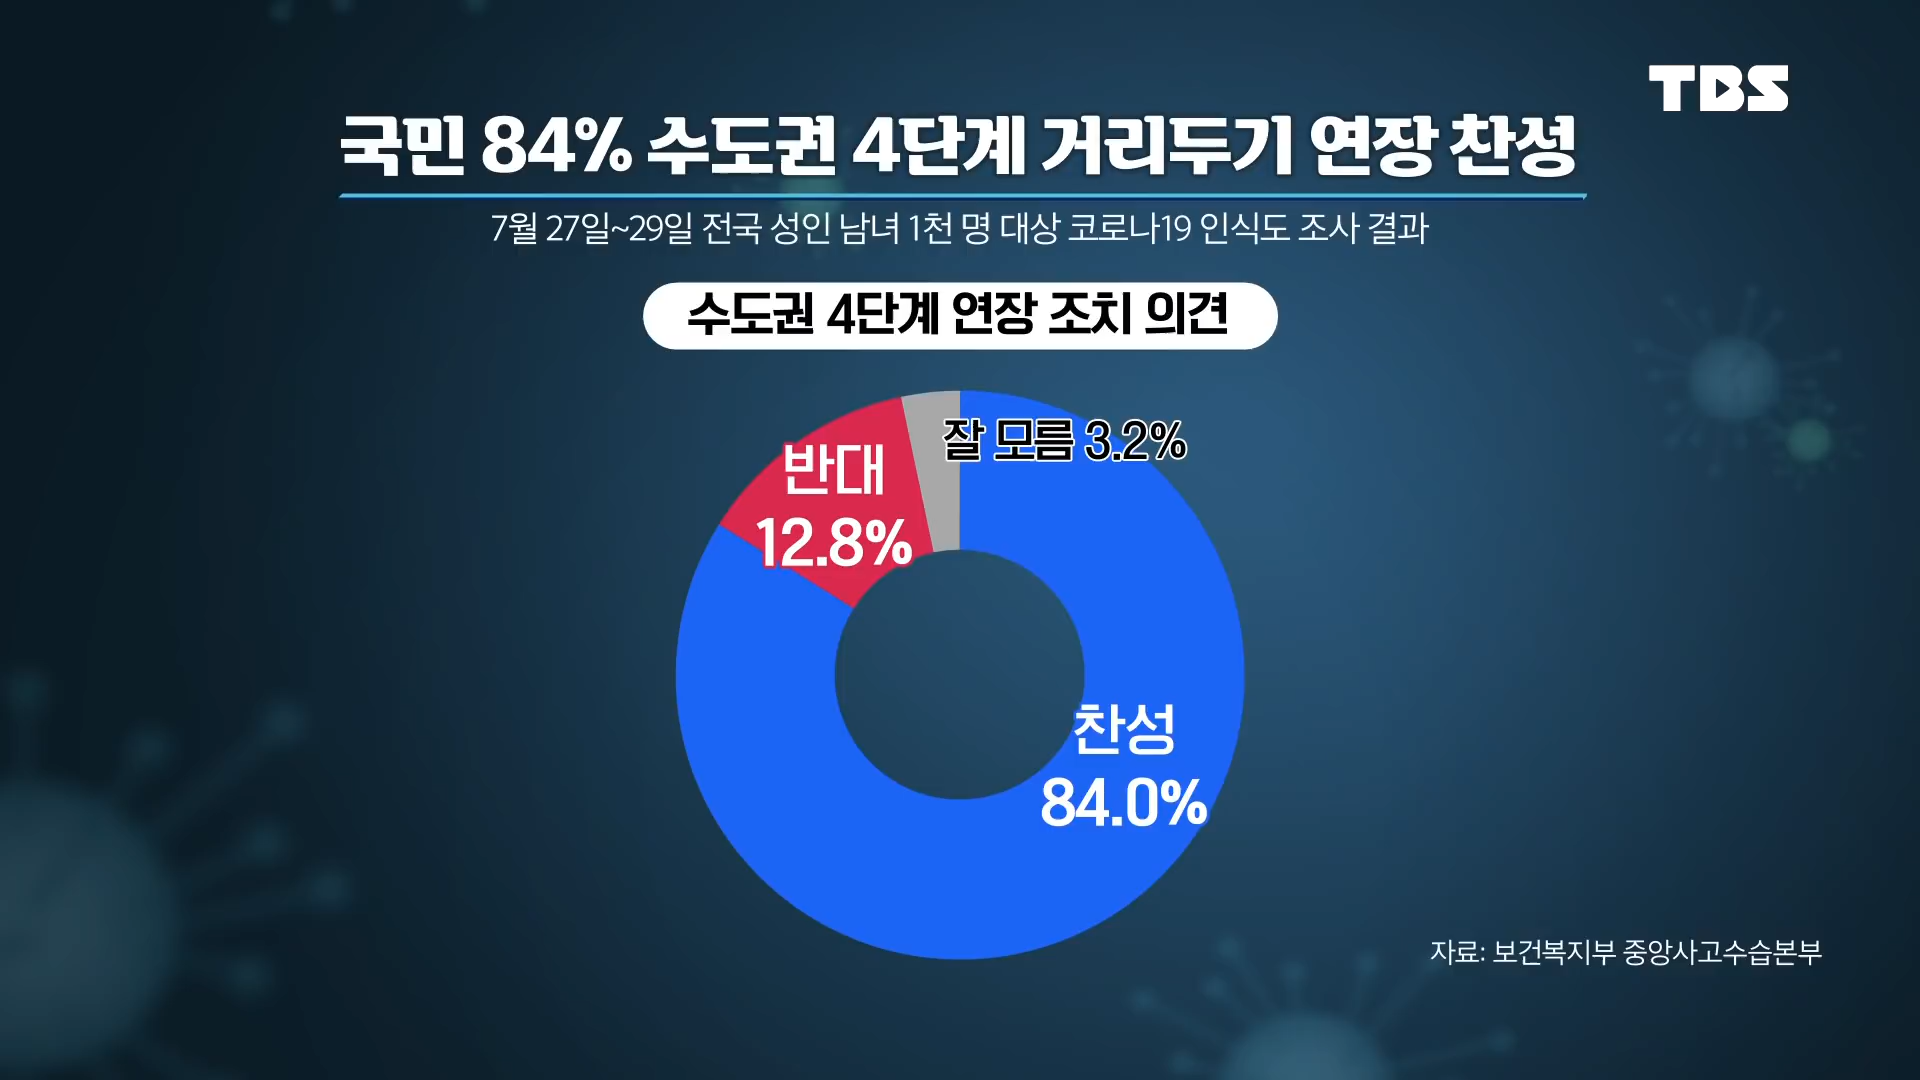 TBS
국민 84% 수도권 4단계 거리두기 연장 찬성
7월 27일~29일 전국 성인 남녀 1천 명 대상 코로나19 인식도 조사 결과
수도권 4단계 연장 조치 의견
잘 모름 3.2%
반대
12.8%
찬성
84.0%
자료: 보건복지부 중앙사고수습본부